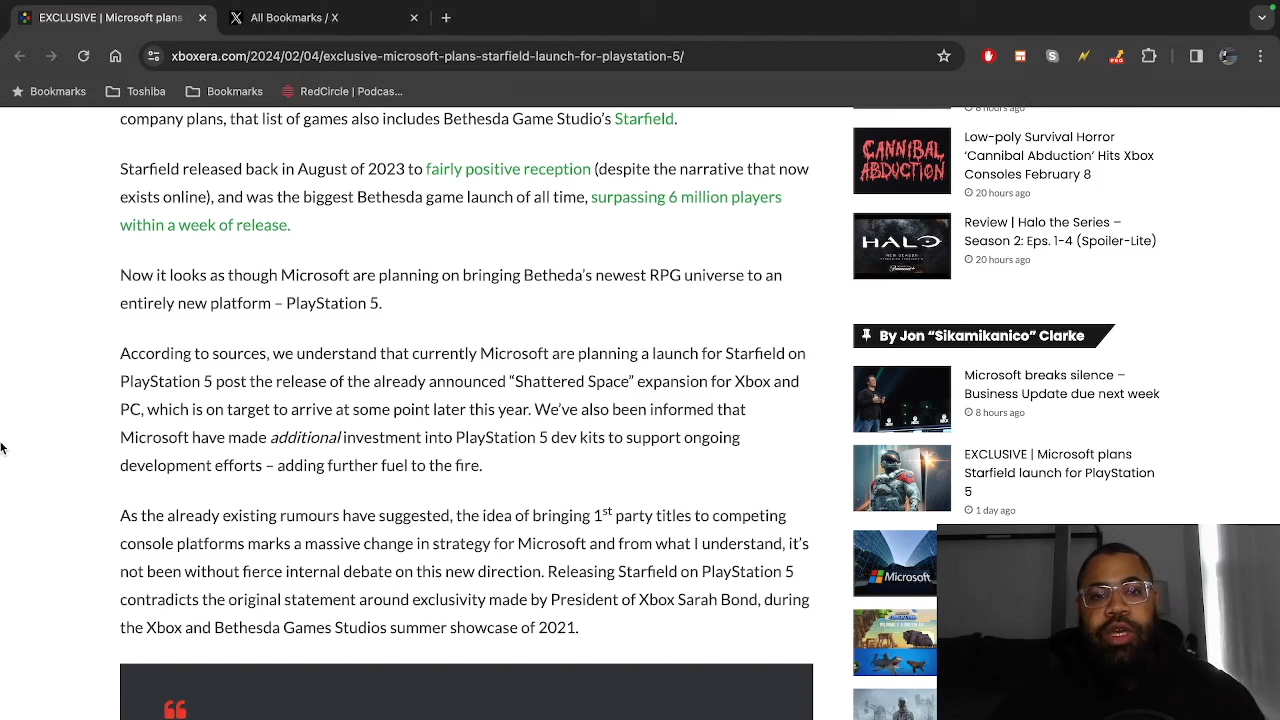 EXCLUSIVE | Microsoft plans
All Bookmarks / X
xboxera.com/2024/02/04/exclusive-microsoft-plans-starfield-launch-for-playstation-5/
PRO
Bookmarks
Toshiba
Bookmarks
RedCircle | Podcas...
company plans, that list of games also includes Bethesda Game Studio's Starfield.
Starfield released back in August of 2023 to fairly positive reception (despite the narrative that now
exists online), and was the biggest Bethesda game launch of all time, surpassing 6 million players
within a week of release.
Now it looks as though Microsoft are planning on bringing Betheda's newest RPG universe to an
entirely new platform – PlayStation 5.
According to sources, we understand that currently Microsoft are planning a launch for Starfield on
PlayStation 5 post the release of the already announced "Shattered Space" expansion for Xbox and
PC, which is on target to arrive at some point later this year. We've also been informed that
Microsoft have made additional investment into PlayStation 5 dev kits to support ongoing
development efforts – adding further fuel to the fire.
As the already existing rumours have suggested, the idea of bringing 1st party titles to competing
console platforms marks a massive change in strategy for Microsoft and from what I understand, it's
not been without fierce internal debate on this new direction. Releasing Starfield on PlayStation 5
contradicts the original statement around exclusivity made by President of Xbox Sarah Bond, during
the Xbox and Bethesda Games Studios summer showcase of 2021.
8 hours ago
CANNIBAL
ABDUCTION
Low-poly Survival Horror
'Cannibal Abduction' Hits Xbox
Consoles February 8
20 hours ago
HALO
Review | Halo the Series –
Season 2: Eps. 1-4 (Spoiler-Lite)
20 hours ago
By Jon "Sikamikanico" Clarke
Microsoft breaks silence –
Business Update due next week
8 hours ago
EXCLUSIVE | Microsoft plans
Starfield launch for PlayStation
5
1 day ago
Microsoft